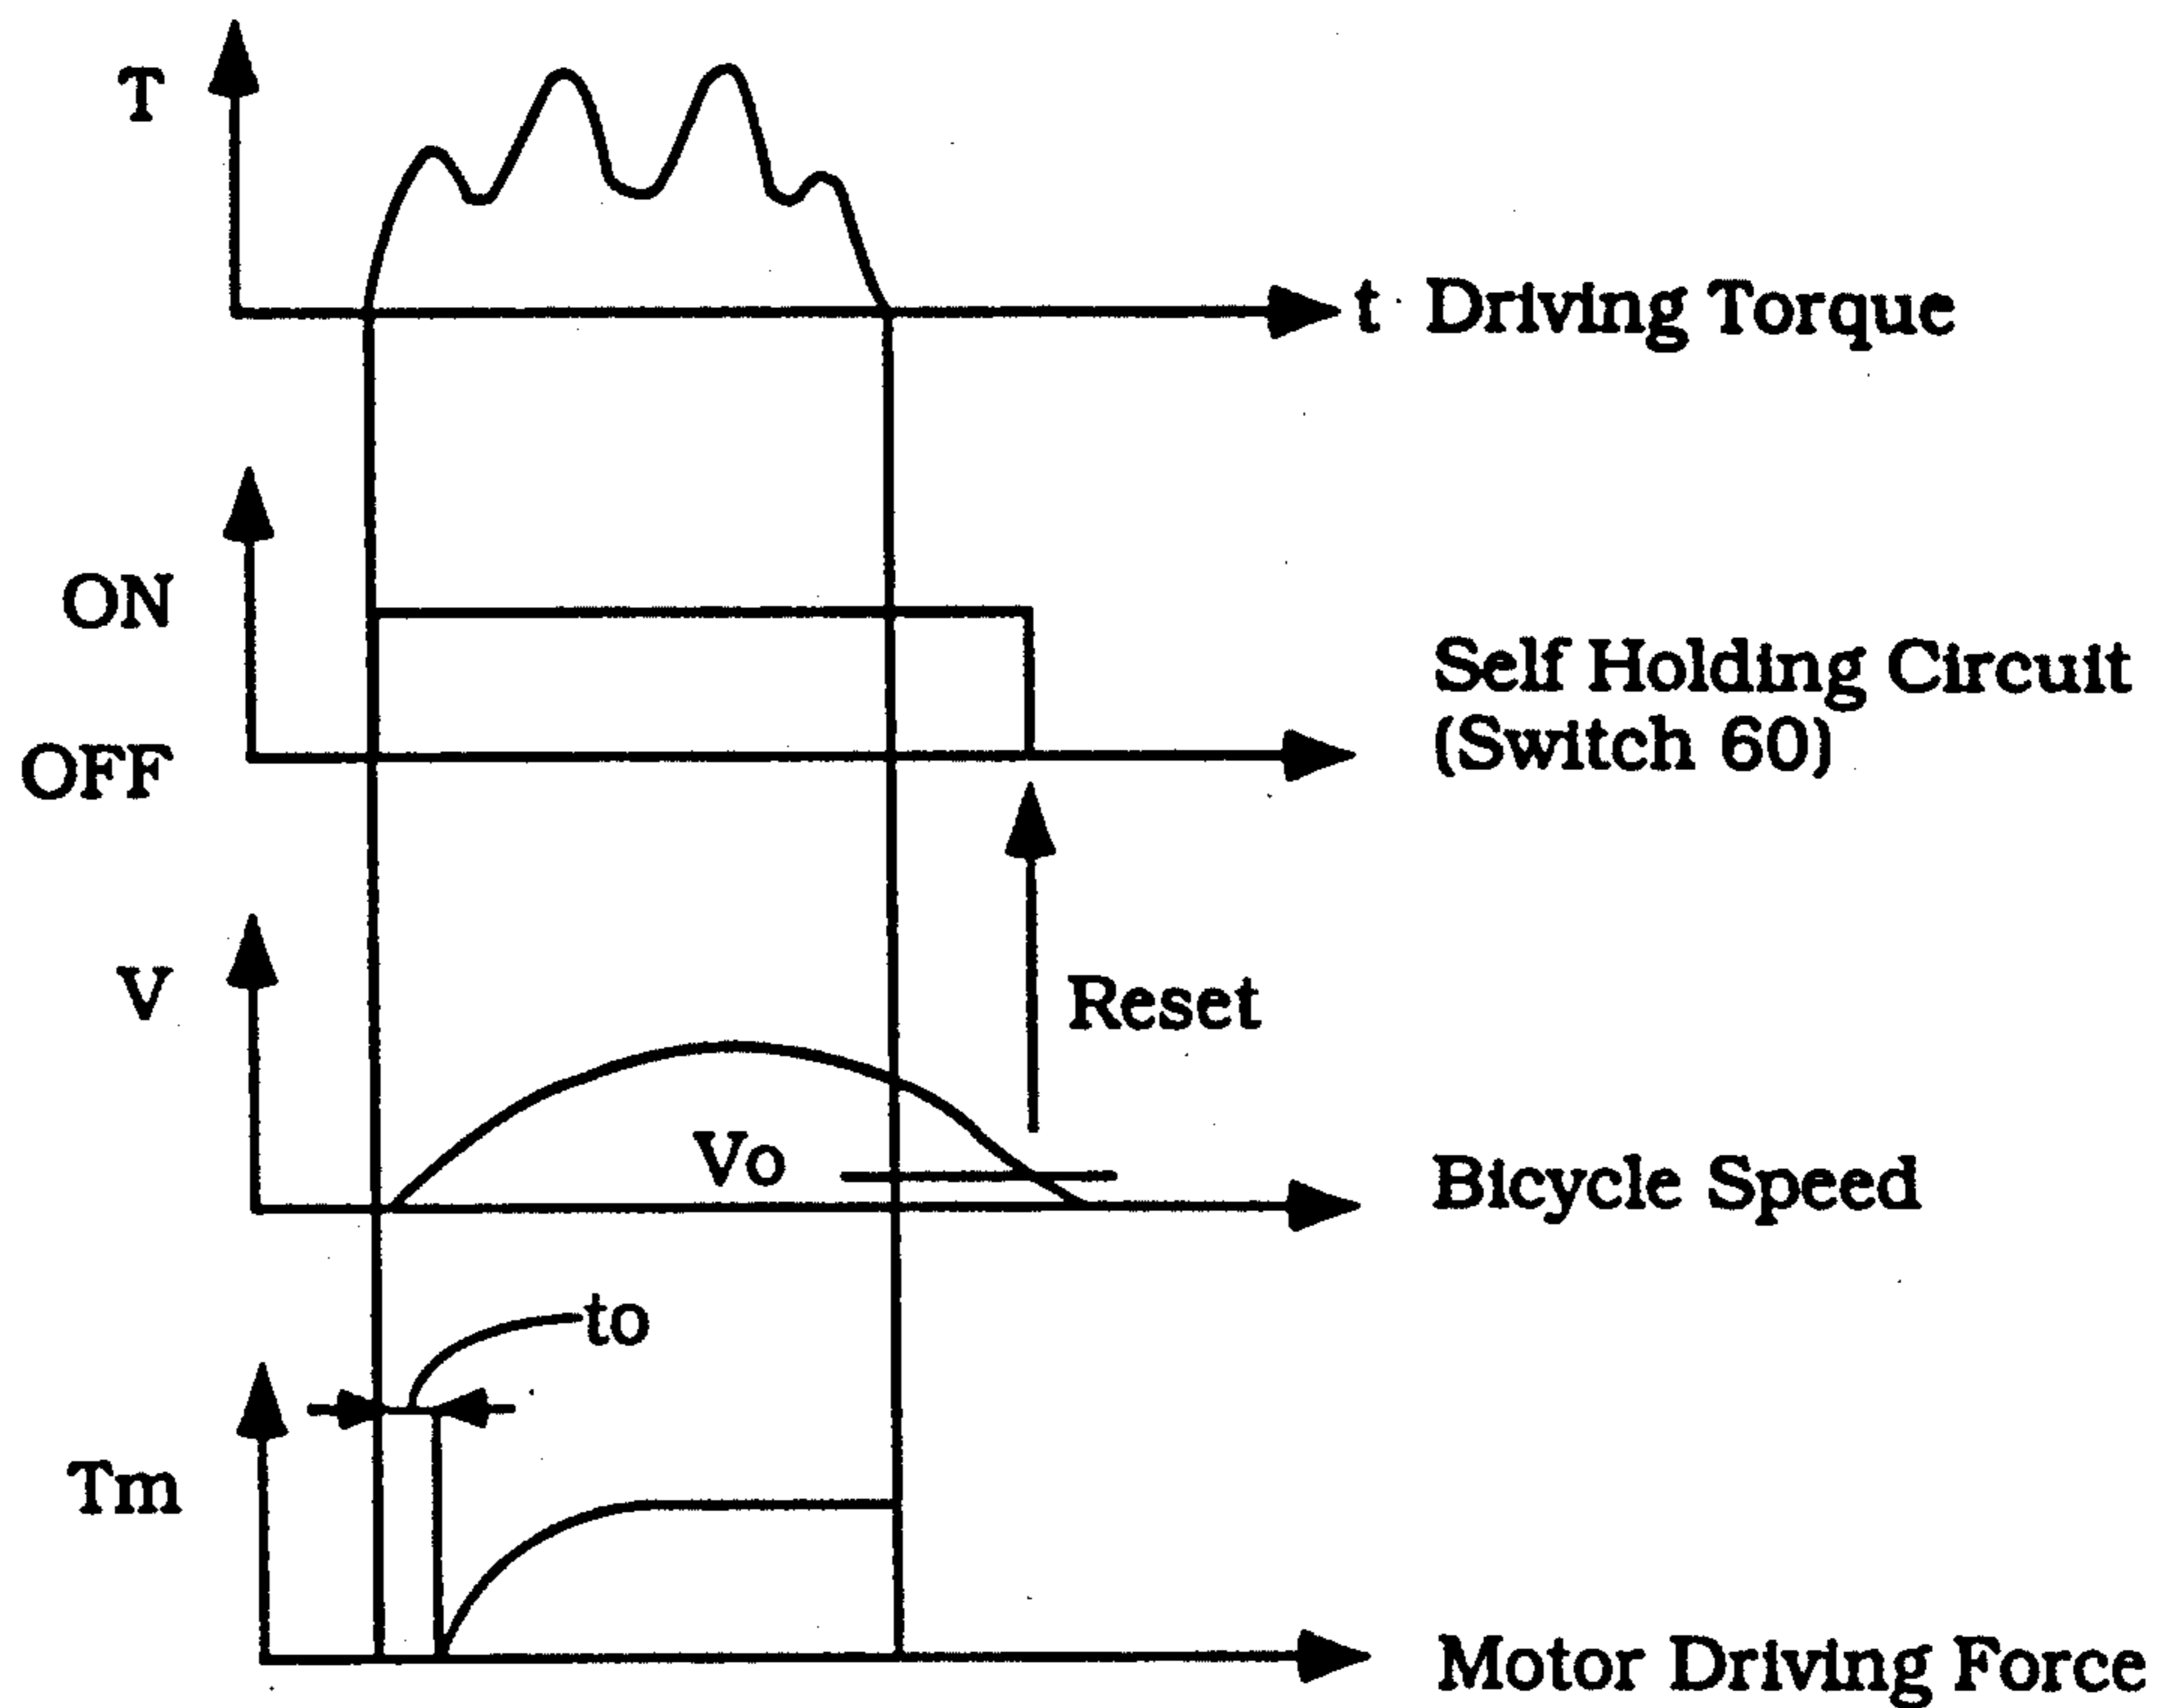 T
t Driving Torque
ON
OFF
Self Holding Circuit
(Switch 60)
V
Reset
Vo
Bicycle Speed
to
Tm
Motor Driving Force